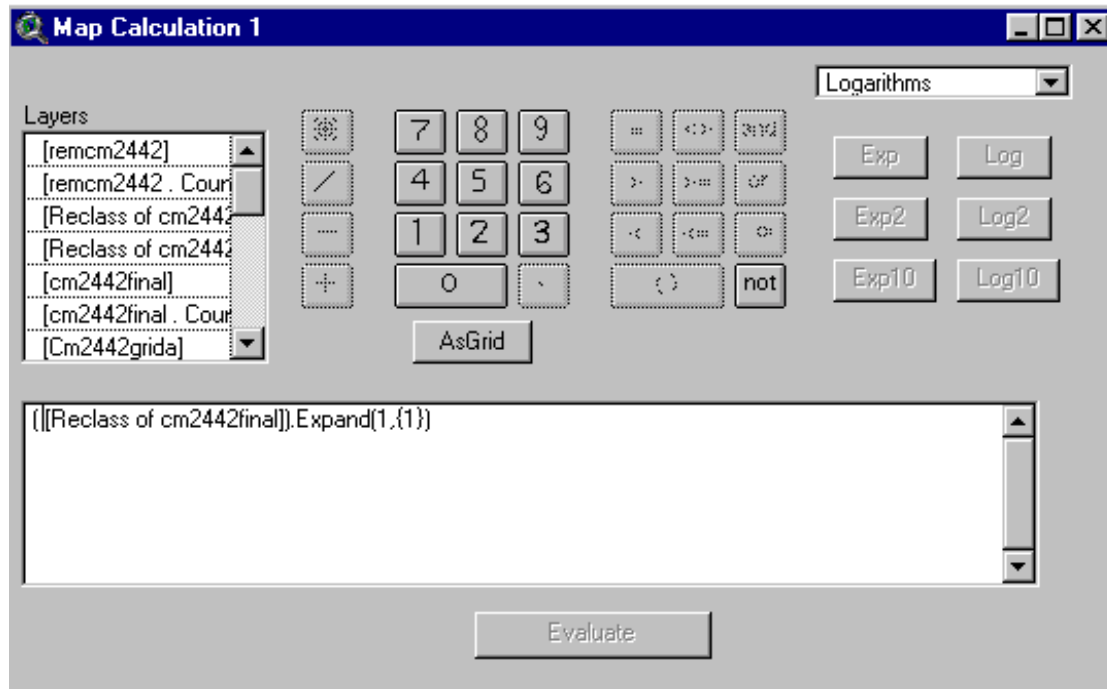 Map Calculation 1
Logarithms
Layers
[remcm2442]
[remcm2442 . Coun
[Reclass of cm2442
[Reclass of cm2442
[cm2442final]
[cm2442final . Coun
[Cm2442grida]
7 8 9
4 5 6
1 2 3
0
/ - +
= <> and
> >= or
< <=
( ) not
AsGrid
Exp Log
Exp2 Log2
Exp10 Log10
([Reclass of cm2442final]).Expand(1,{1})
Evaluate